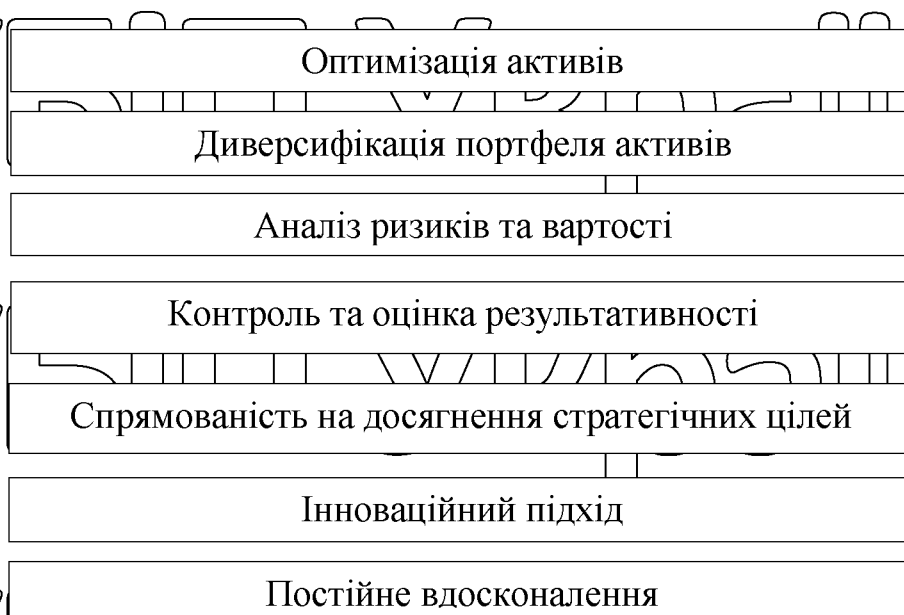 Оптимізація активів
Диверсифікація портфеля активів
Аналіз ризиків та вартості
Контроль та оцінка результативності
Спрямованість на досягнення стратегічних цілей
Інноваційний підхід
Постійне вдосконалення